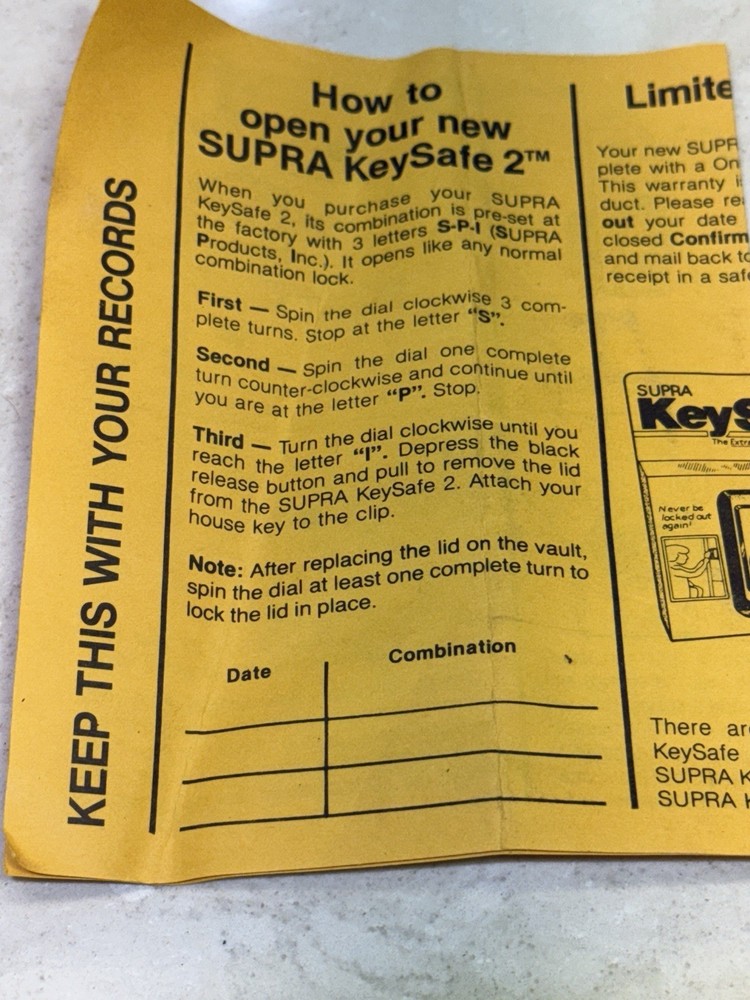 KEEP THIS WITH YOUR RECORDS
How to
open your new
SUPRA KeySafe 2™
When you purchase your SUPRA
KeySafe 2, its combination is pre-set at
the factory with 3 letters S-P-I (SUPRA
Products, Inc.). It opens like any normal
combination lock.
First — Spin the dial clockwise 3 com-
plete turns. Stop at the letter “S”.
Second — Spin the dial one complete
turn counter-clockwise and continue until
you are at the letter “P”. Stop.
Third — Turn the dial clockwise until you
reach the letter “I”. Depress the black
release button and pull to remove the lid
from the SUPRA KeySafe 2. Attach your
house key to the clip.
Note: After replacing the lid on the vault,
spin the dial at least one complete turn to
lock the lid in place.
Date
Combination
Limite
Your new SUPR
plete with a On
This warranty
duct. Please
out your date
closed Confirm
and mail back to
receipt in a safe
SUPRA
KeyS
The Extr
Never be
locked out
again!
There
KeySafe
SUPRA K
SUPRA